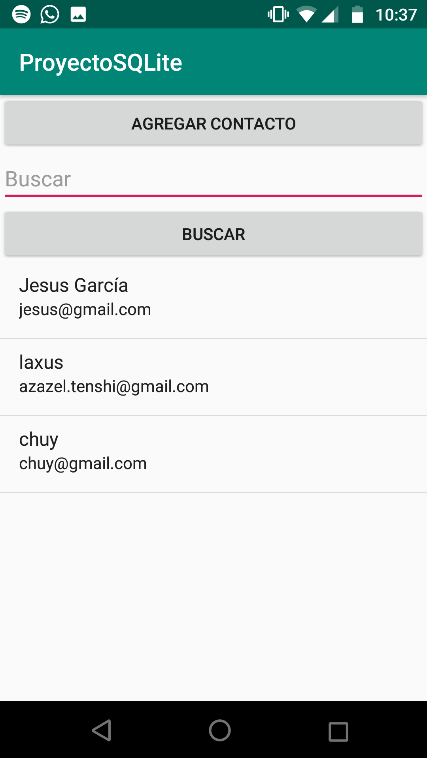 10:37
ProyectoSQLite
AGREGAR CONTACTO
Buscar
BUSCAR
Jesus García
jesus@gmail.com
laxus
azazel.tenshi@gmail.com
chuy
chuy@gmail.com